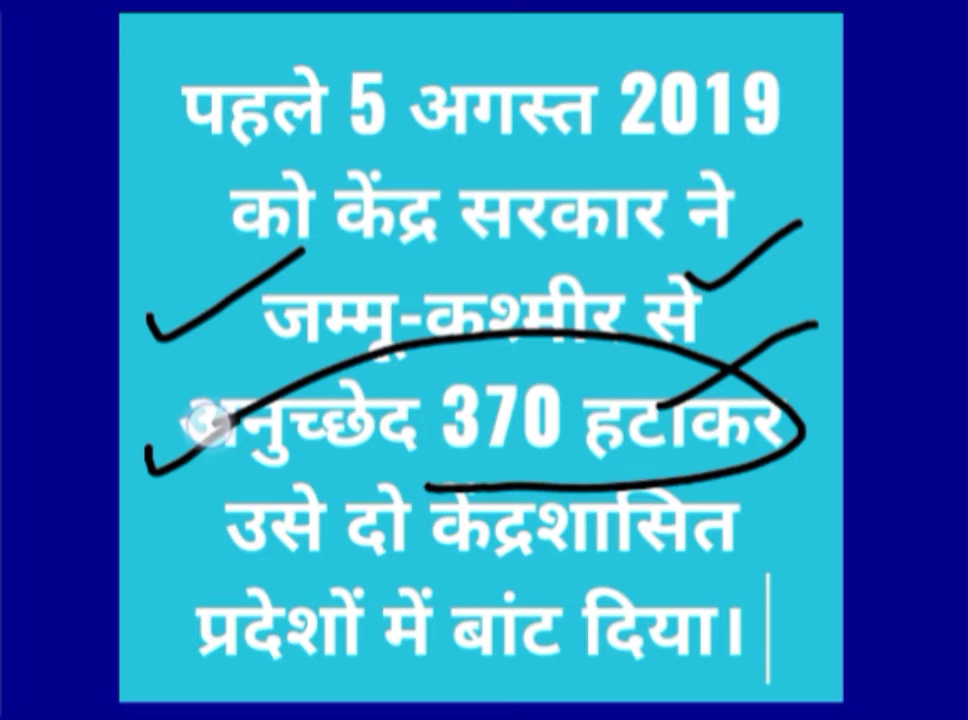 पहले 5 अगस्त 2019
को केंद्र सरकार ने
जम्मू-कश्मीर से
अनुच्छेद 370 हटाकर
उसे दो केंद्रशासित
प्रदेशों में बांट दिया।